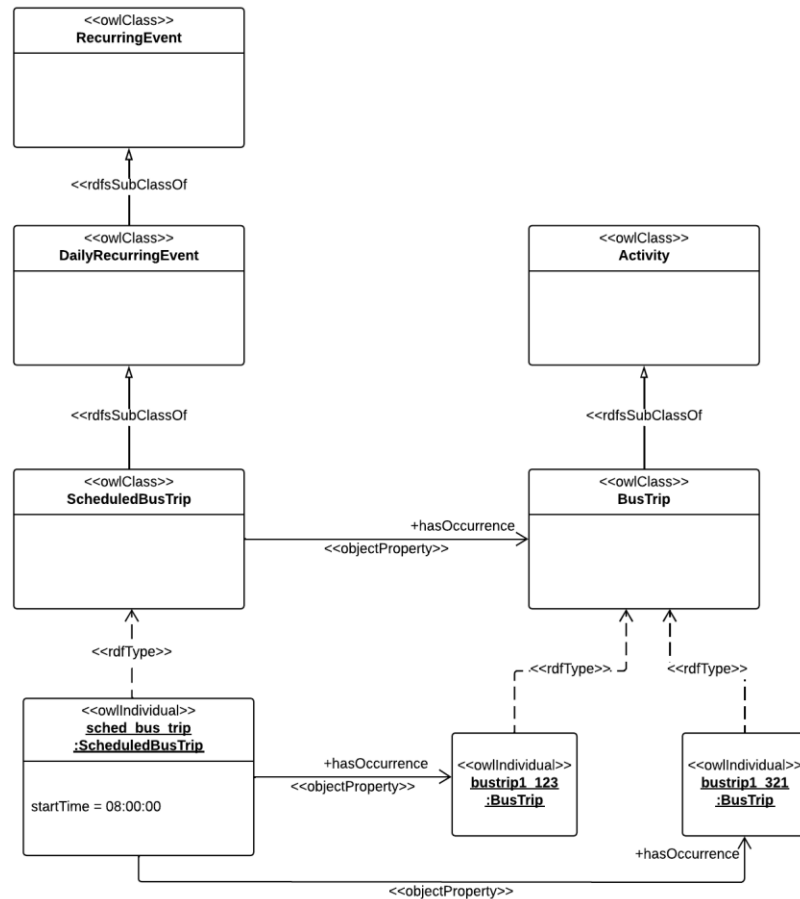 <<owlClass>>
RecurringEvent
<<rdfsSubClassOf
<<owlClass>>
DailyRecurringEvent
<<owlClass>>
Activity
<<rdfsSubClassOf
<<rdfsSubClassOf
<<owlClass>>
ScheduledBusTrip
<<owlClass>>
BusTrip
+hasOccurrence
<<objectProperty>>
<<rdfType>>
<<rdfType>>
<<rdfType>>
<<owlIndividual>>
sched_bus_trip
:ScheduledBusTrip
startTime = 08:00:00
+hasOccurrence
<<objectProperty>>
<<owlIndividual>>
bustrip1_123
:BusTrip
<<owlIndividual>>
bustrip1_321
:BusTrip
+hasOccurrence
<<objectProperty>>